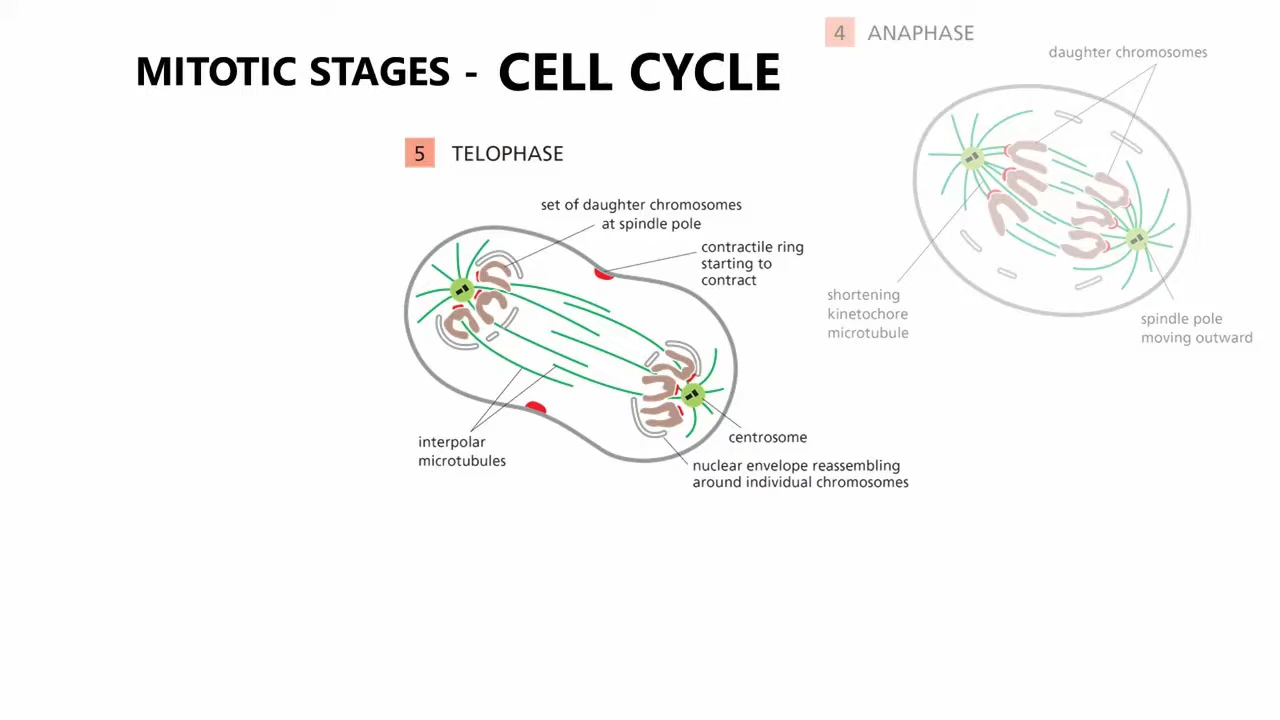 MITOTIC STAGES - CELL CYCLE
4 ANAPHASE
daughter chromosomes
shortening
kinetochore
microtubule
spindle pole
moving outward
5 TELOPHASE
set of daughter chromosomes
at spindle pole
contractile ring
starting to
contract
interpolar
microtubules
centrosome
nuclear envelope reassembling
around individual chromosomes